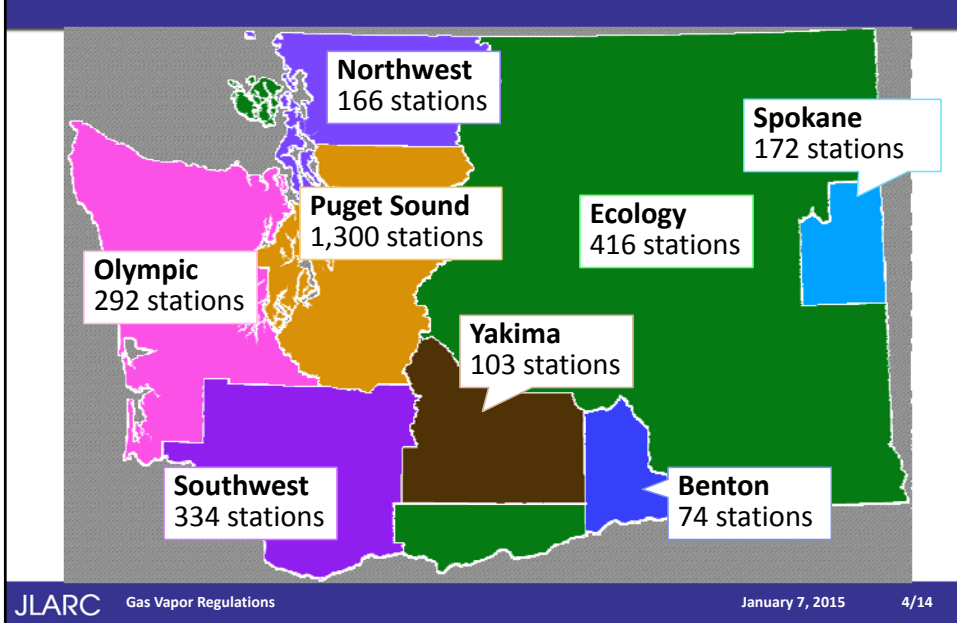 Northwest
166 stations
Spokane
172 stations
Puget Sound
1,300 stations
Ecology
416 stations
Olympic
292 stations
Yakima
103 stations
Southwest
334 stations
Benton
74 stations
JLARC Gas Vapor Regulations January 7, 2015 4/14